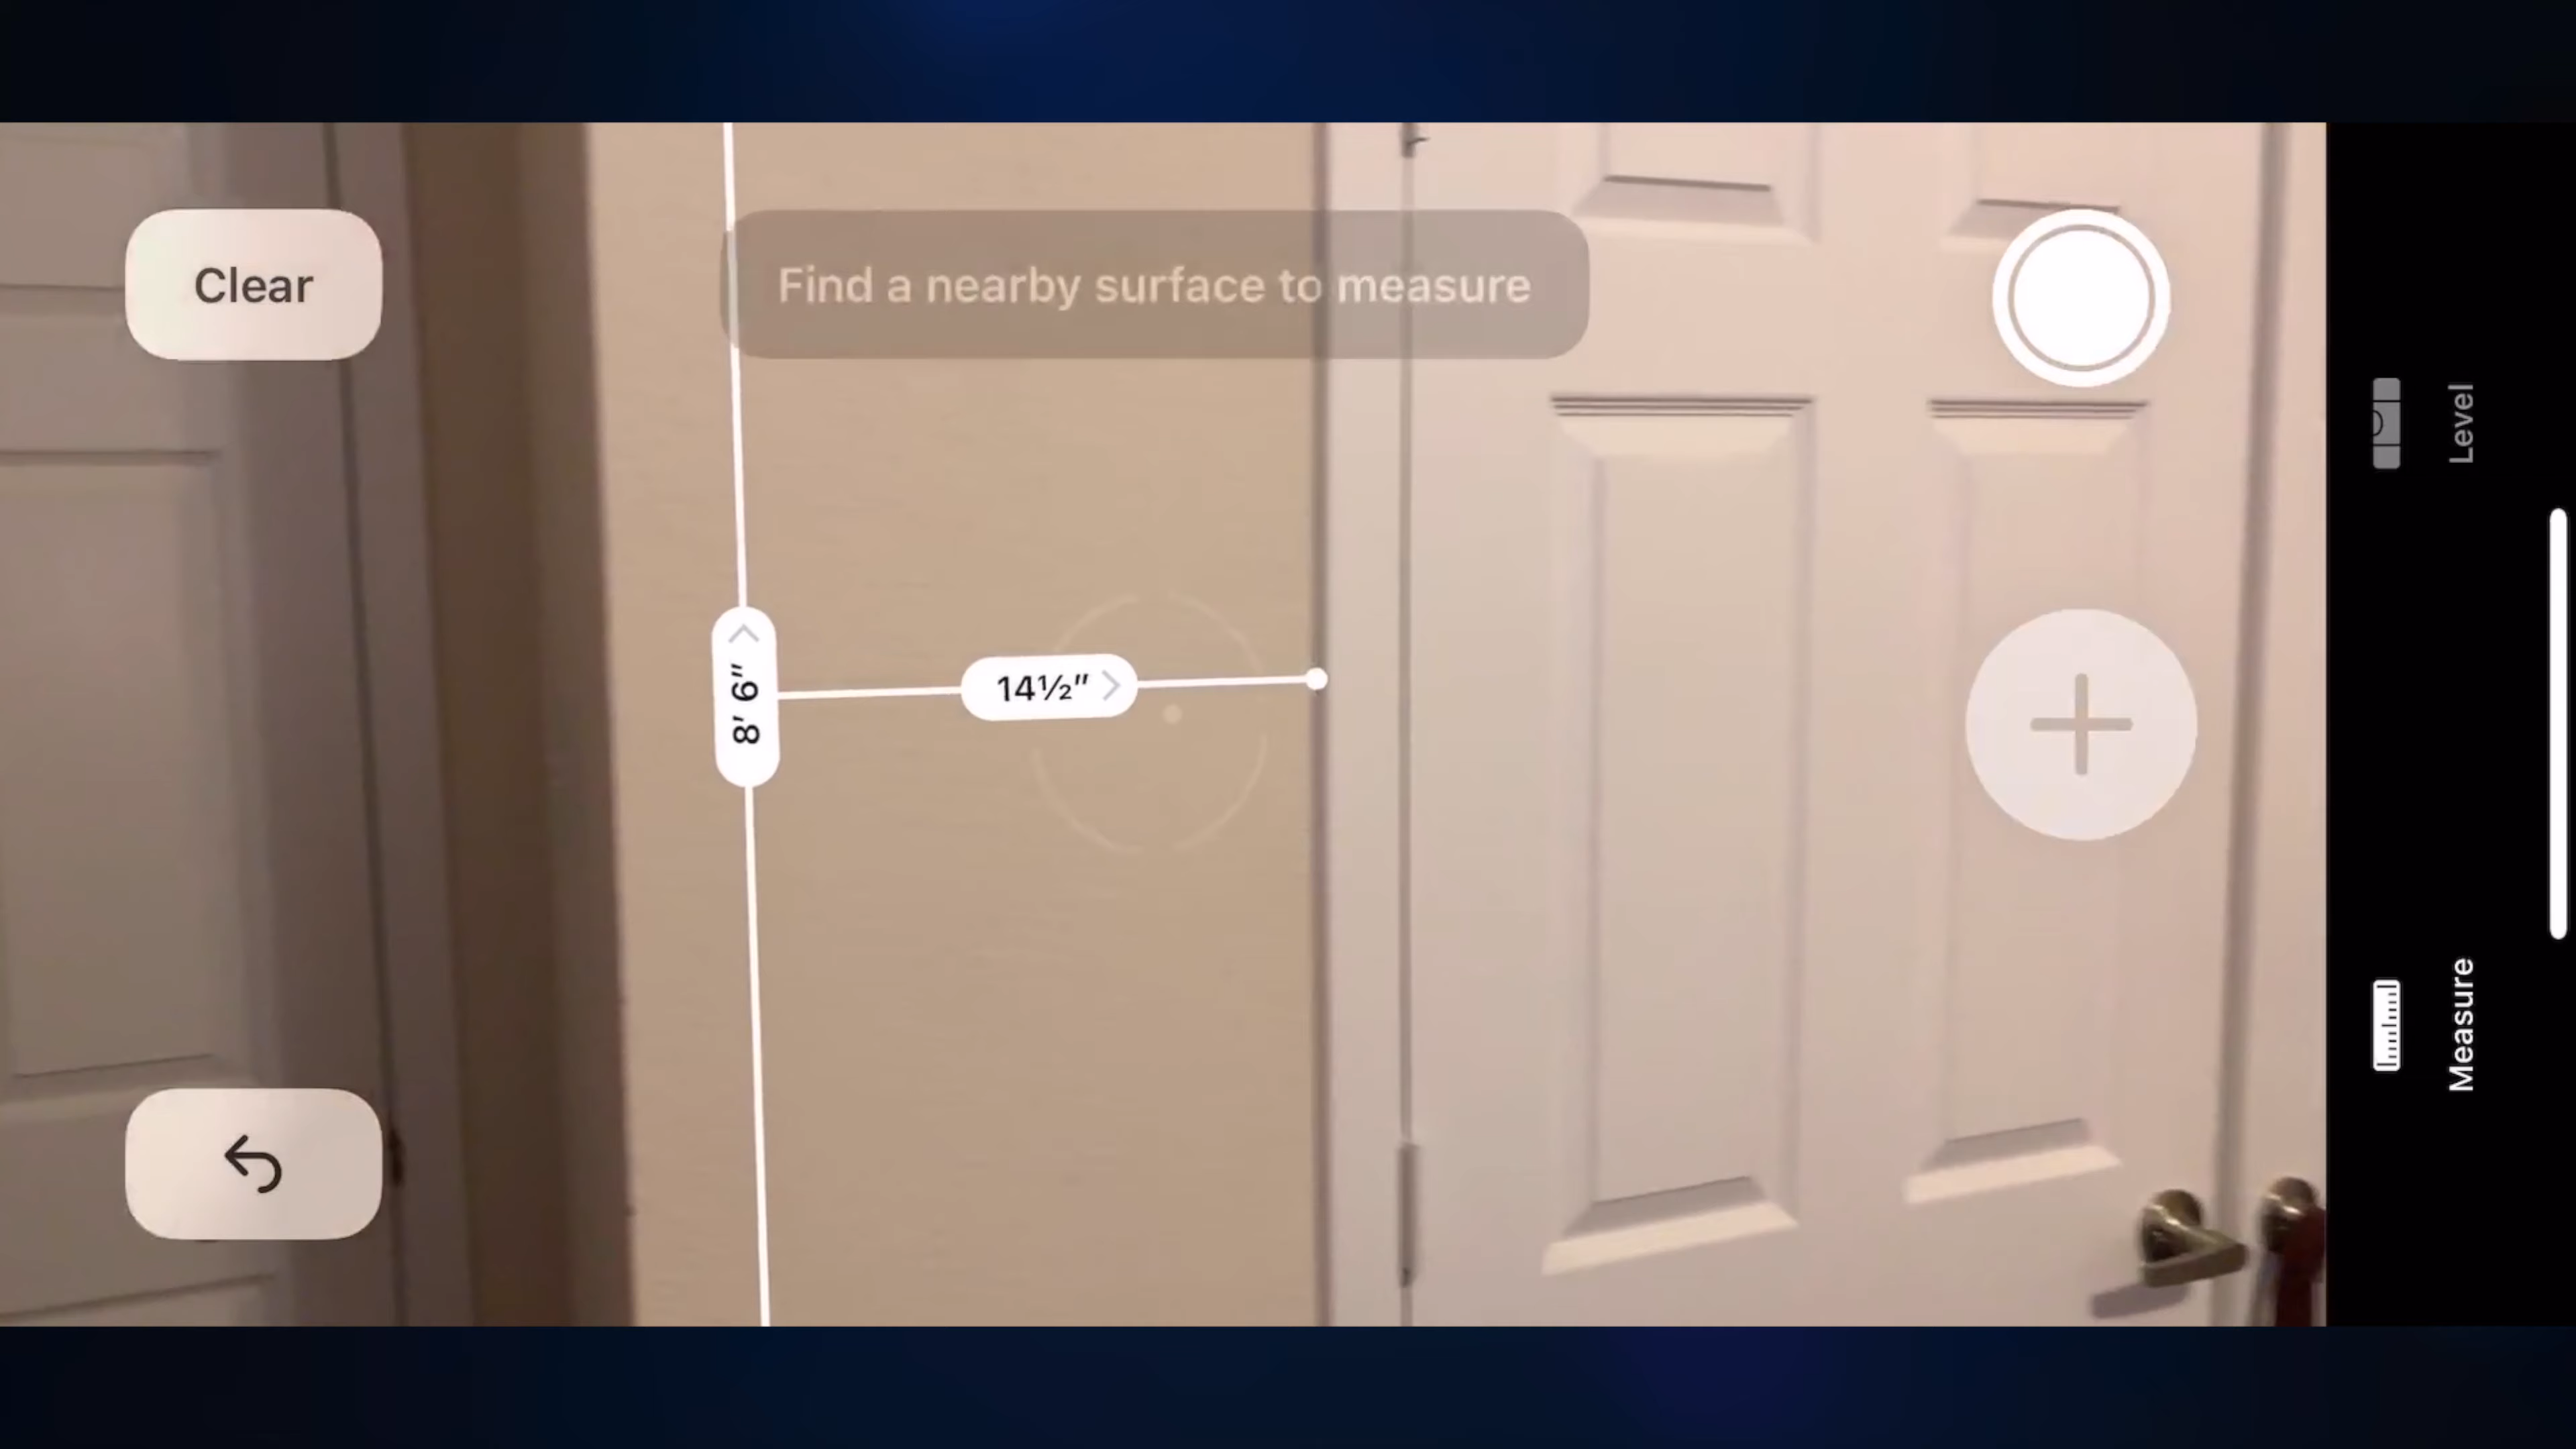 Clear
Find a nearby surface to measure
8' 6"
14½"
Level
Measure